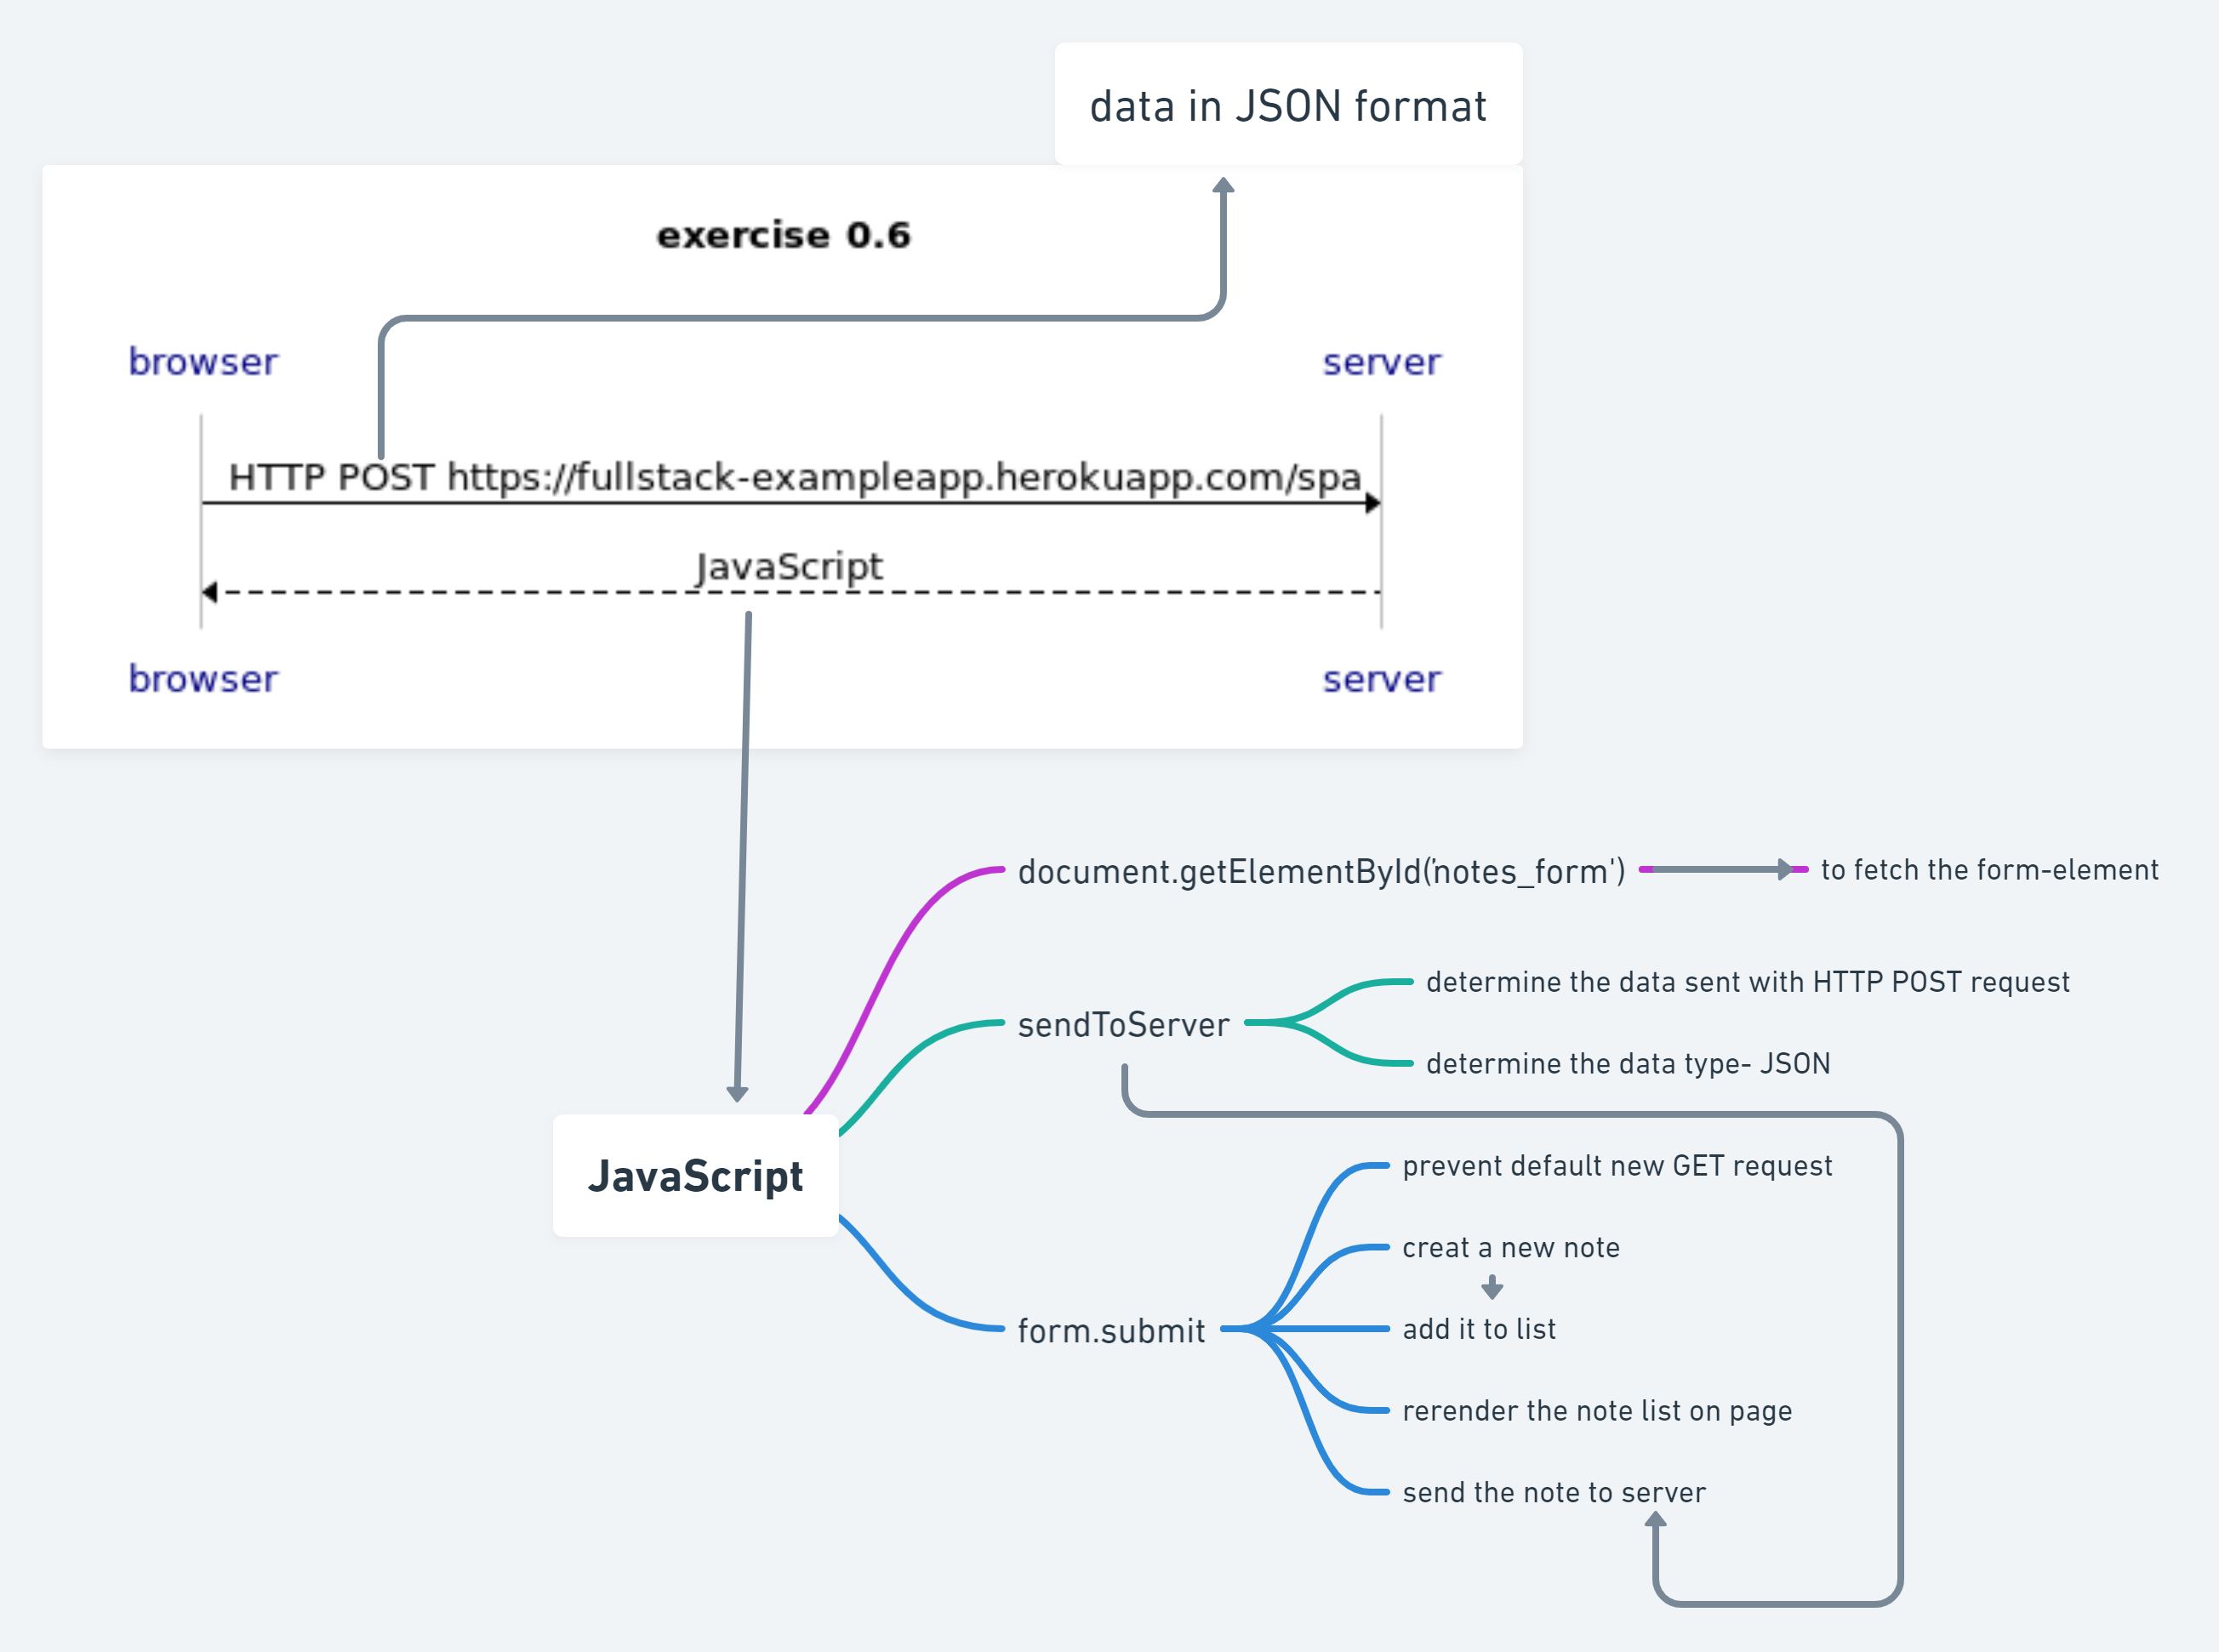 data in JSON format
exercise 0.6
browser
server
HTTP POST https://fullstack-exampleapp.herokuapp.com/spa
JavaScript
browser
server
document.getElementById('notes_form')
to fetch the form-element
sendToServer
determine the data sent with HTTP POST request
determine the data type- JSON
JavaScript
form.submit
prevent default new GET request
creat a new note
add it to list
rerender the note list on page
send the note to server